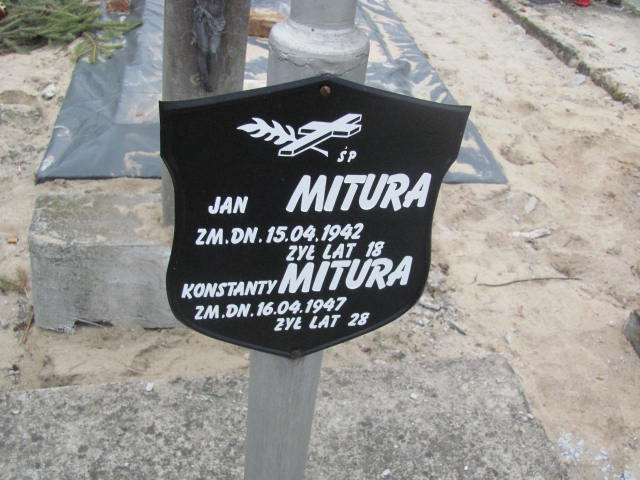 ŚP
JAN MITURA
ZM.DN.15.04.1942
ŻYŁ LAT 18
KONSTANTY MITURA
ZM.DN.16.04.1947
ŻYŁ LAT 28